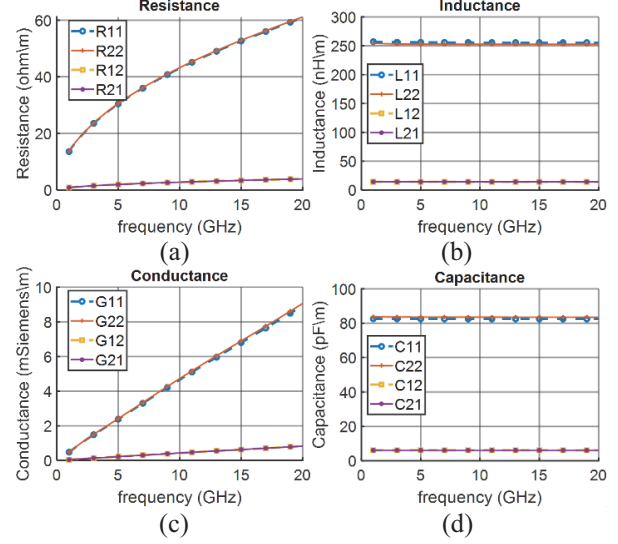 Resistance
Resistance (ohm\m)
60
40
20
0
R11
R22
R12
R21
0 5 10 15 20
frequency (GHz)
(a)
Inductance
Inductance (nH\m)
300
250
200
150
100
50
0
L11
L22
L12
L21
0 5 10 15 20
frequency (GHz)
(b)
Conductance
Conductance (mSiemens\m)
10
8
6
4
2
0
G11
G22
G12
G21
0 5 10 15 20
frequency (GHz)
(c)
Capacitance
Capacitance (pF\m)
100
80
60
40
20
0
C11
C22
C12
C21
0 5 10 15 20
frequency (GHz)
(d)